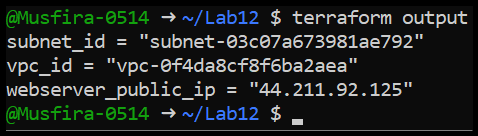 @Musfira-0514 → ~/Lab12 $ terraform output
subnet_id = "subnet-03c07a673981ae792"
vpc_id = "vpc-0f4da8cf8f6ba2aea"
webserver_public_ip = "44.211.92.125"
@Musfira-0514 → ~/Lab12 $